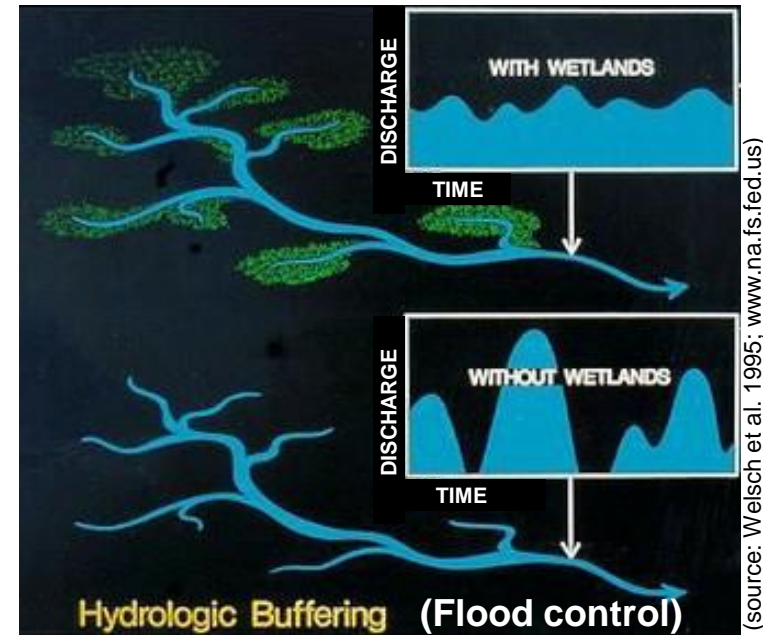 DISCHARGE
WITH WETLANDS
TIME
DISCHARGE
WITHOUT WETLANDS
TIME
Hydrologic Buffering (Flood control)
(source: Welsch et al. 1995; www.na.fs.fed.us)